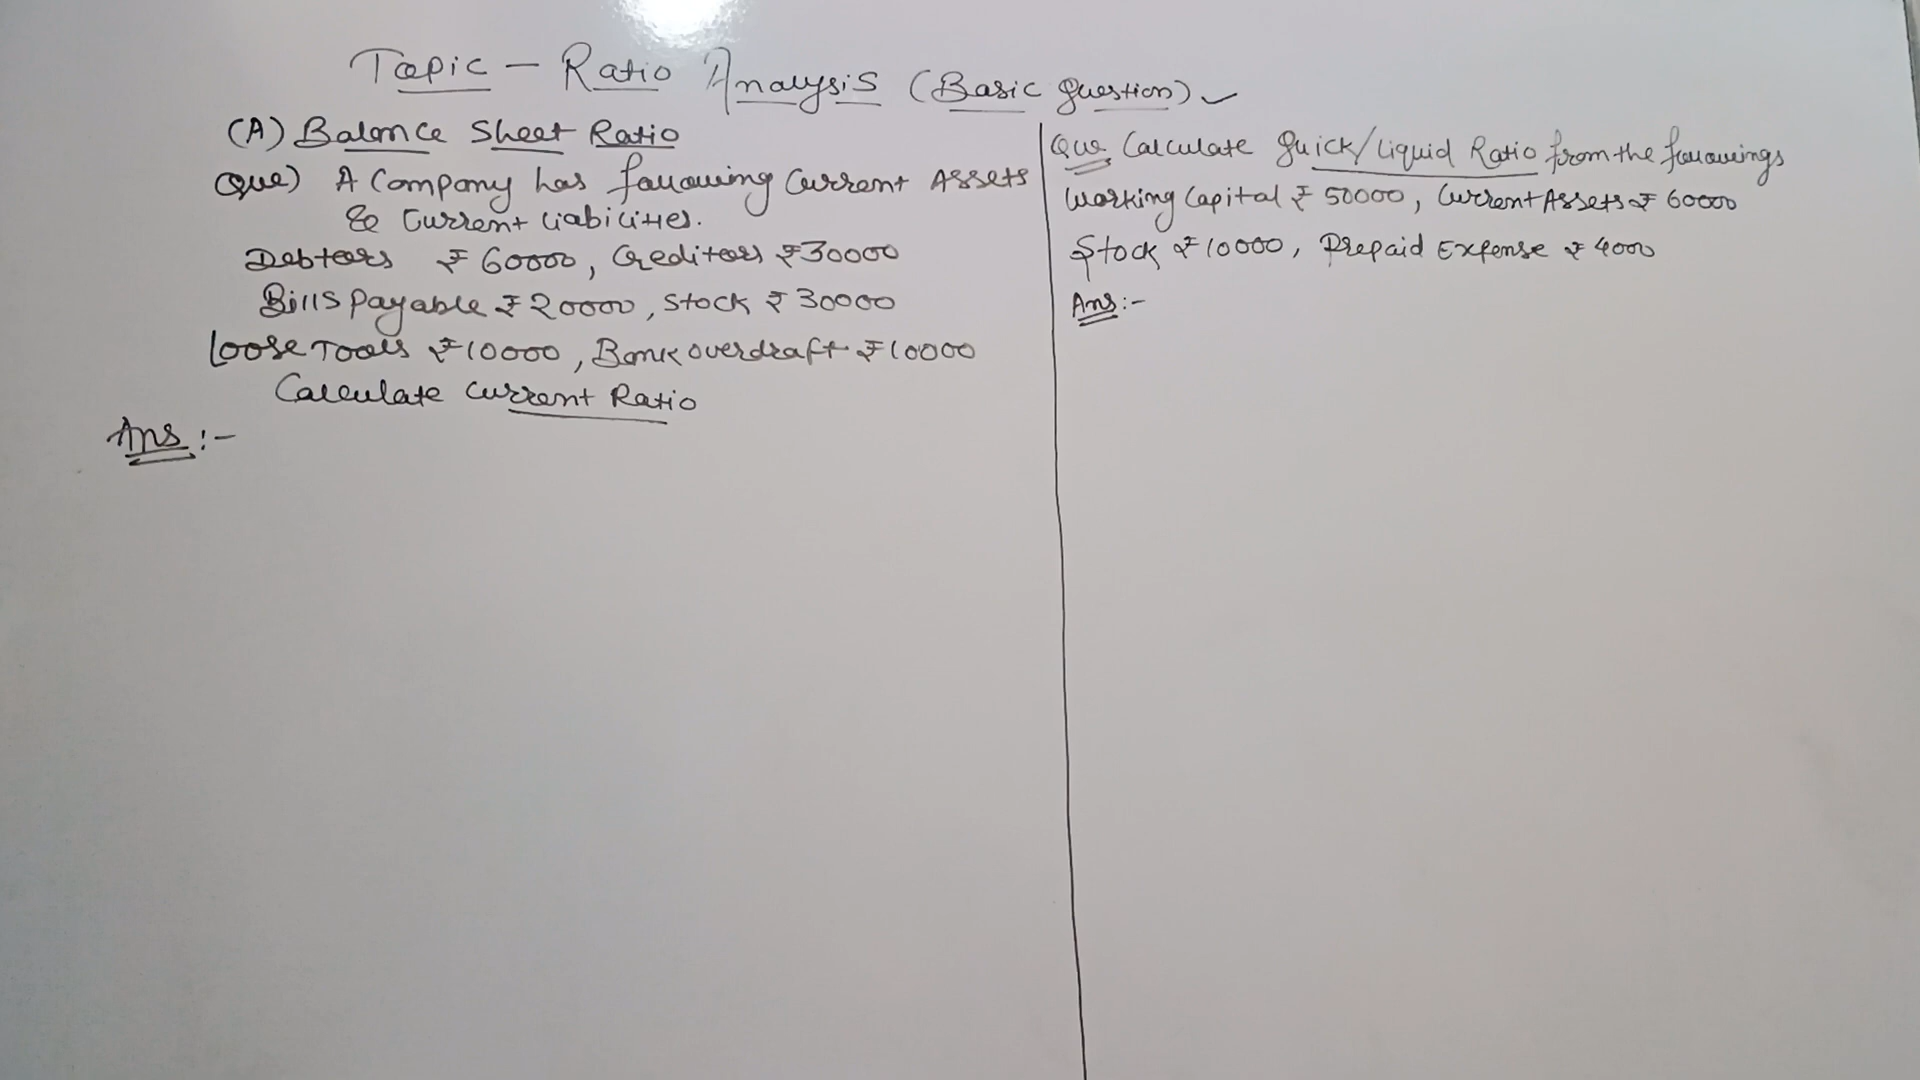 Topic - Ratio Analysis (Basic Question) ✓
(A) Balance Sheet Ratio
Que) A Company has following Current Assets
& Current Liabilities.
Debtors ₹ 60000, Creditors ₹30000
Bills payable ₹ 20000, Stock ₹ 30000
Loose Tools ₹10000, Bank overdraft ₹10000
Calculate Current Ratio
Ans :-
Que. Calculate Quick/Liquid Ratio from the followings
Working Capital ₹ 50000, Current Assets ₹ 60000
Stock ₹10000, Prepaid Expense ₹ 4000
Ans :-